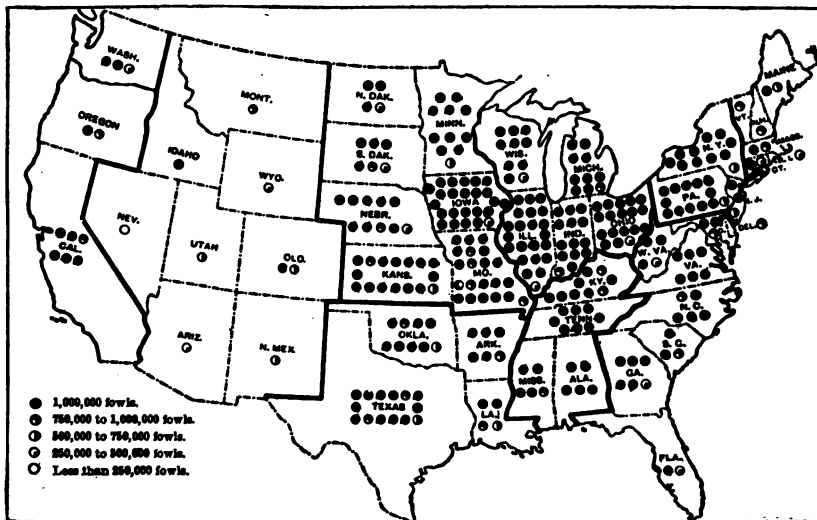 WASH.
OREGON
CAL.
NEV.
IDAHO
MONT.
WYO.
UTAH
COLO.
ARIZ.
N. MEX.
N. DAK.
S. DAK.
NEBR.
KANS.
OKLA.
TEXAS
MINN.
IOWA
MO.
ARK.
LA.
WIS.
ILL.
MICH.
IND.
OHIO
KY.
TENN.
MISS.
ALA.
GA.
FLA.
S. C.
N. C.
VA.
W. VA.
PA.
N. Y.
VT.
N. H.
MAINE
MASS.
R. I.
CT.
N. J.
DEL.
1,000,000 fowls.
750,000 to 1,000,000 fowls.
500,000 to 750,000 fowls.
250,000 to 500,000 fowls.
Less than 250,000 fowls.